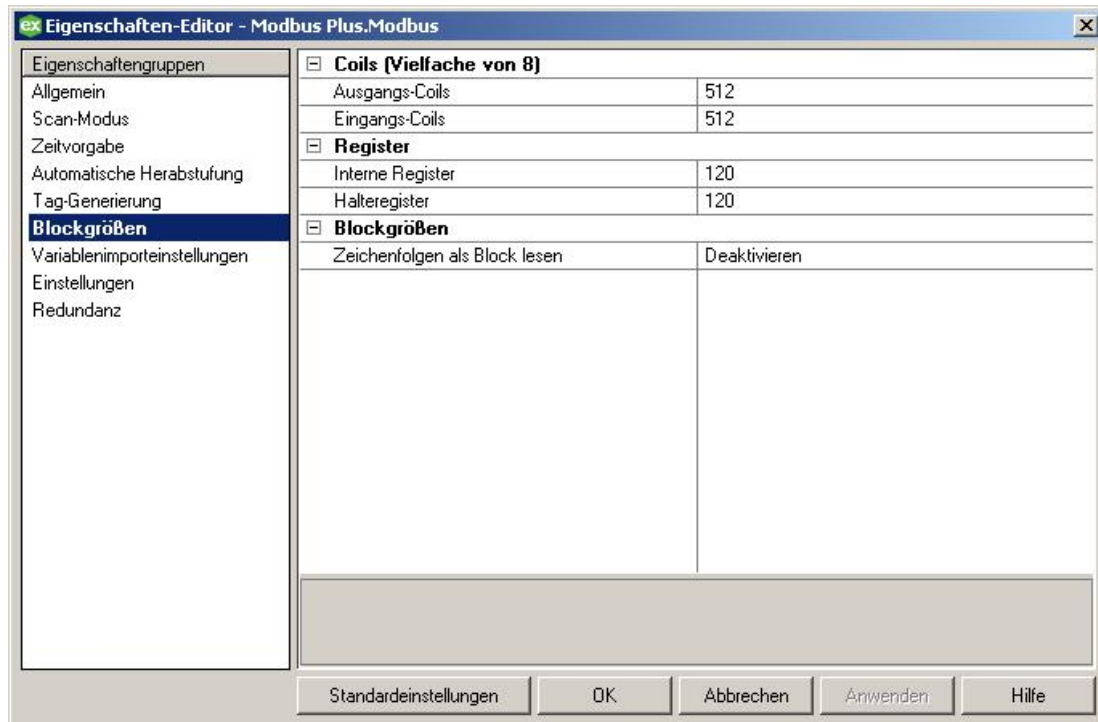 ex Eigenschaften-Editor - Modbus Plus.Modbus
Eigenschaftengruppen
Allgemein
Scan-Modus
Zeitvorgabe
Automatische Herabstufung
Tag-Generierung
Blockgrößen
Variablenimporteinstellungen
Einstellungen
Redundanz
Coils (Vielfache von 8)
Ausgangs-Coils 512
Eingangs-Coils 512
Register
Interne Register 120
Halteregister 120
Blockgrößen
Zeichenfolgen als Block lesen Deaktivieren
Standardeinstellungen OK Abbrechen Anwenden Hilfe